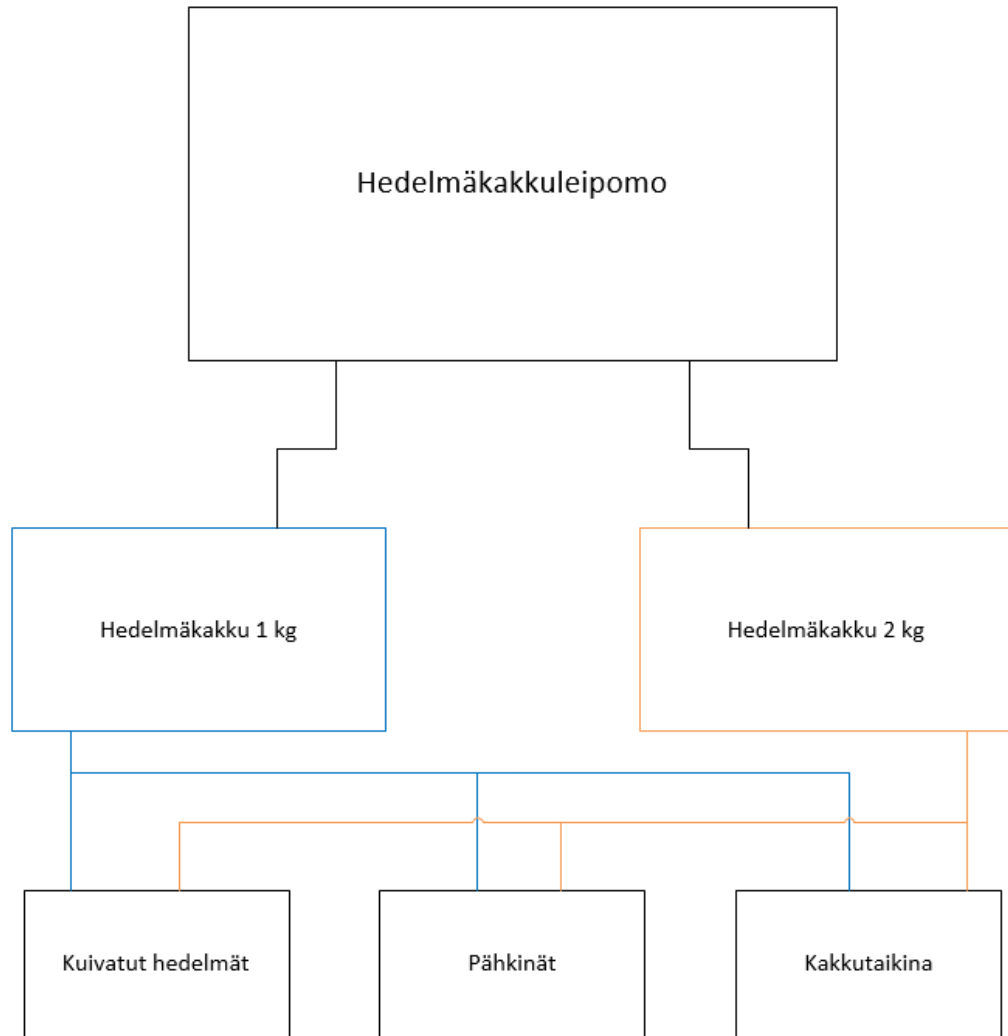 Hedelmäkakkuleipomo
Hedelmäkakku 1 kg
Hedelmäkakku 2 kg
Kuivatut hedelmät
Pähkinät
Kakkutaikina